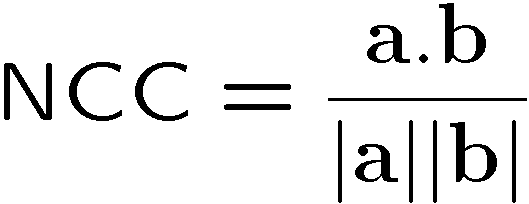 NCC = a.b / |a||b|